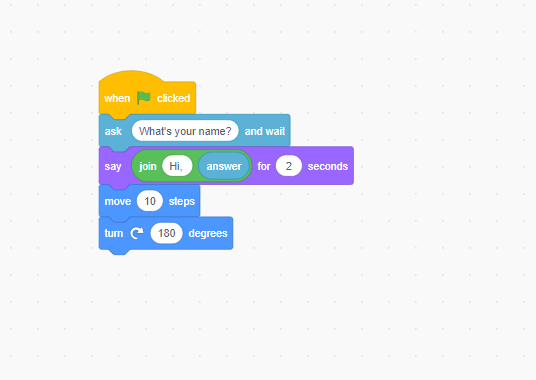 when clicked
ask What's your name? and wait
say join Hi, answer for 2 seconds
move 10 steps
turn 180 degrees